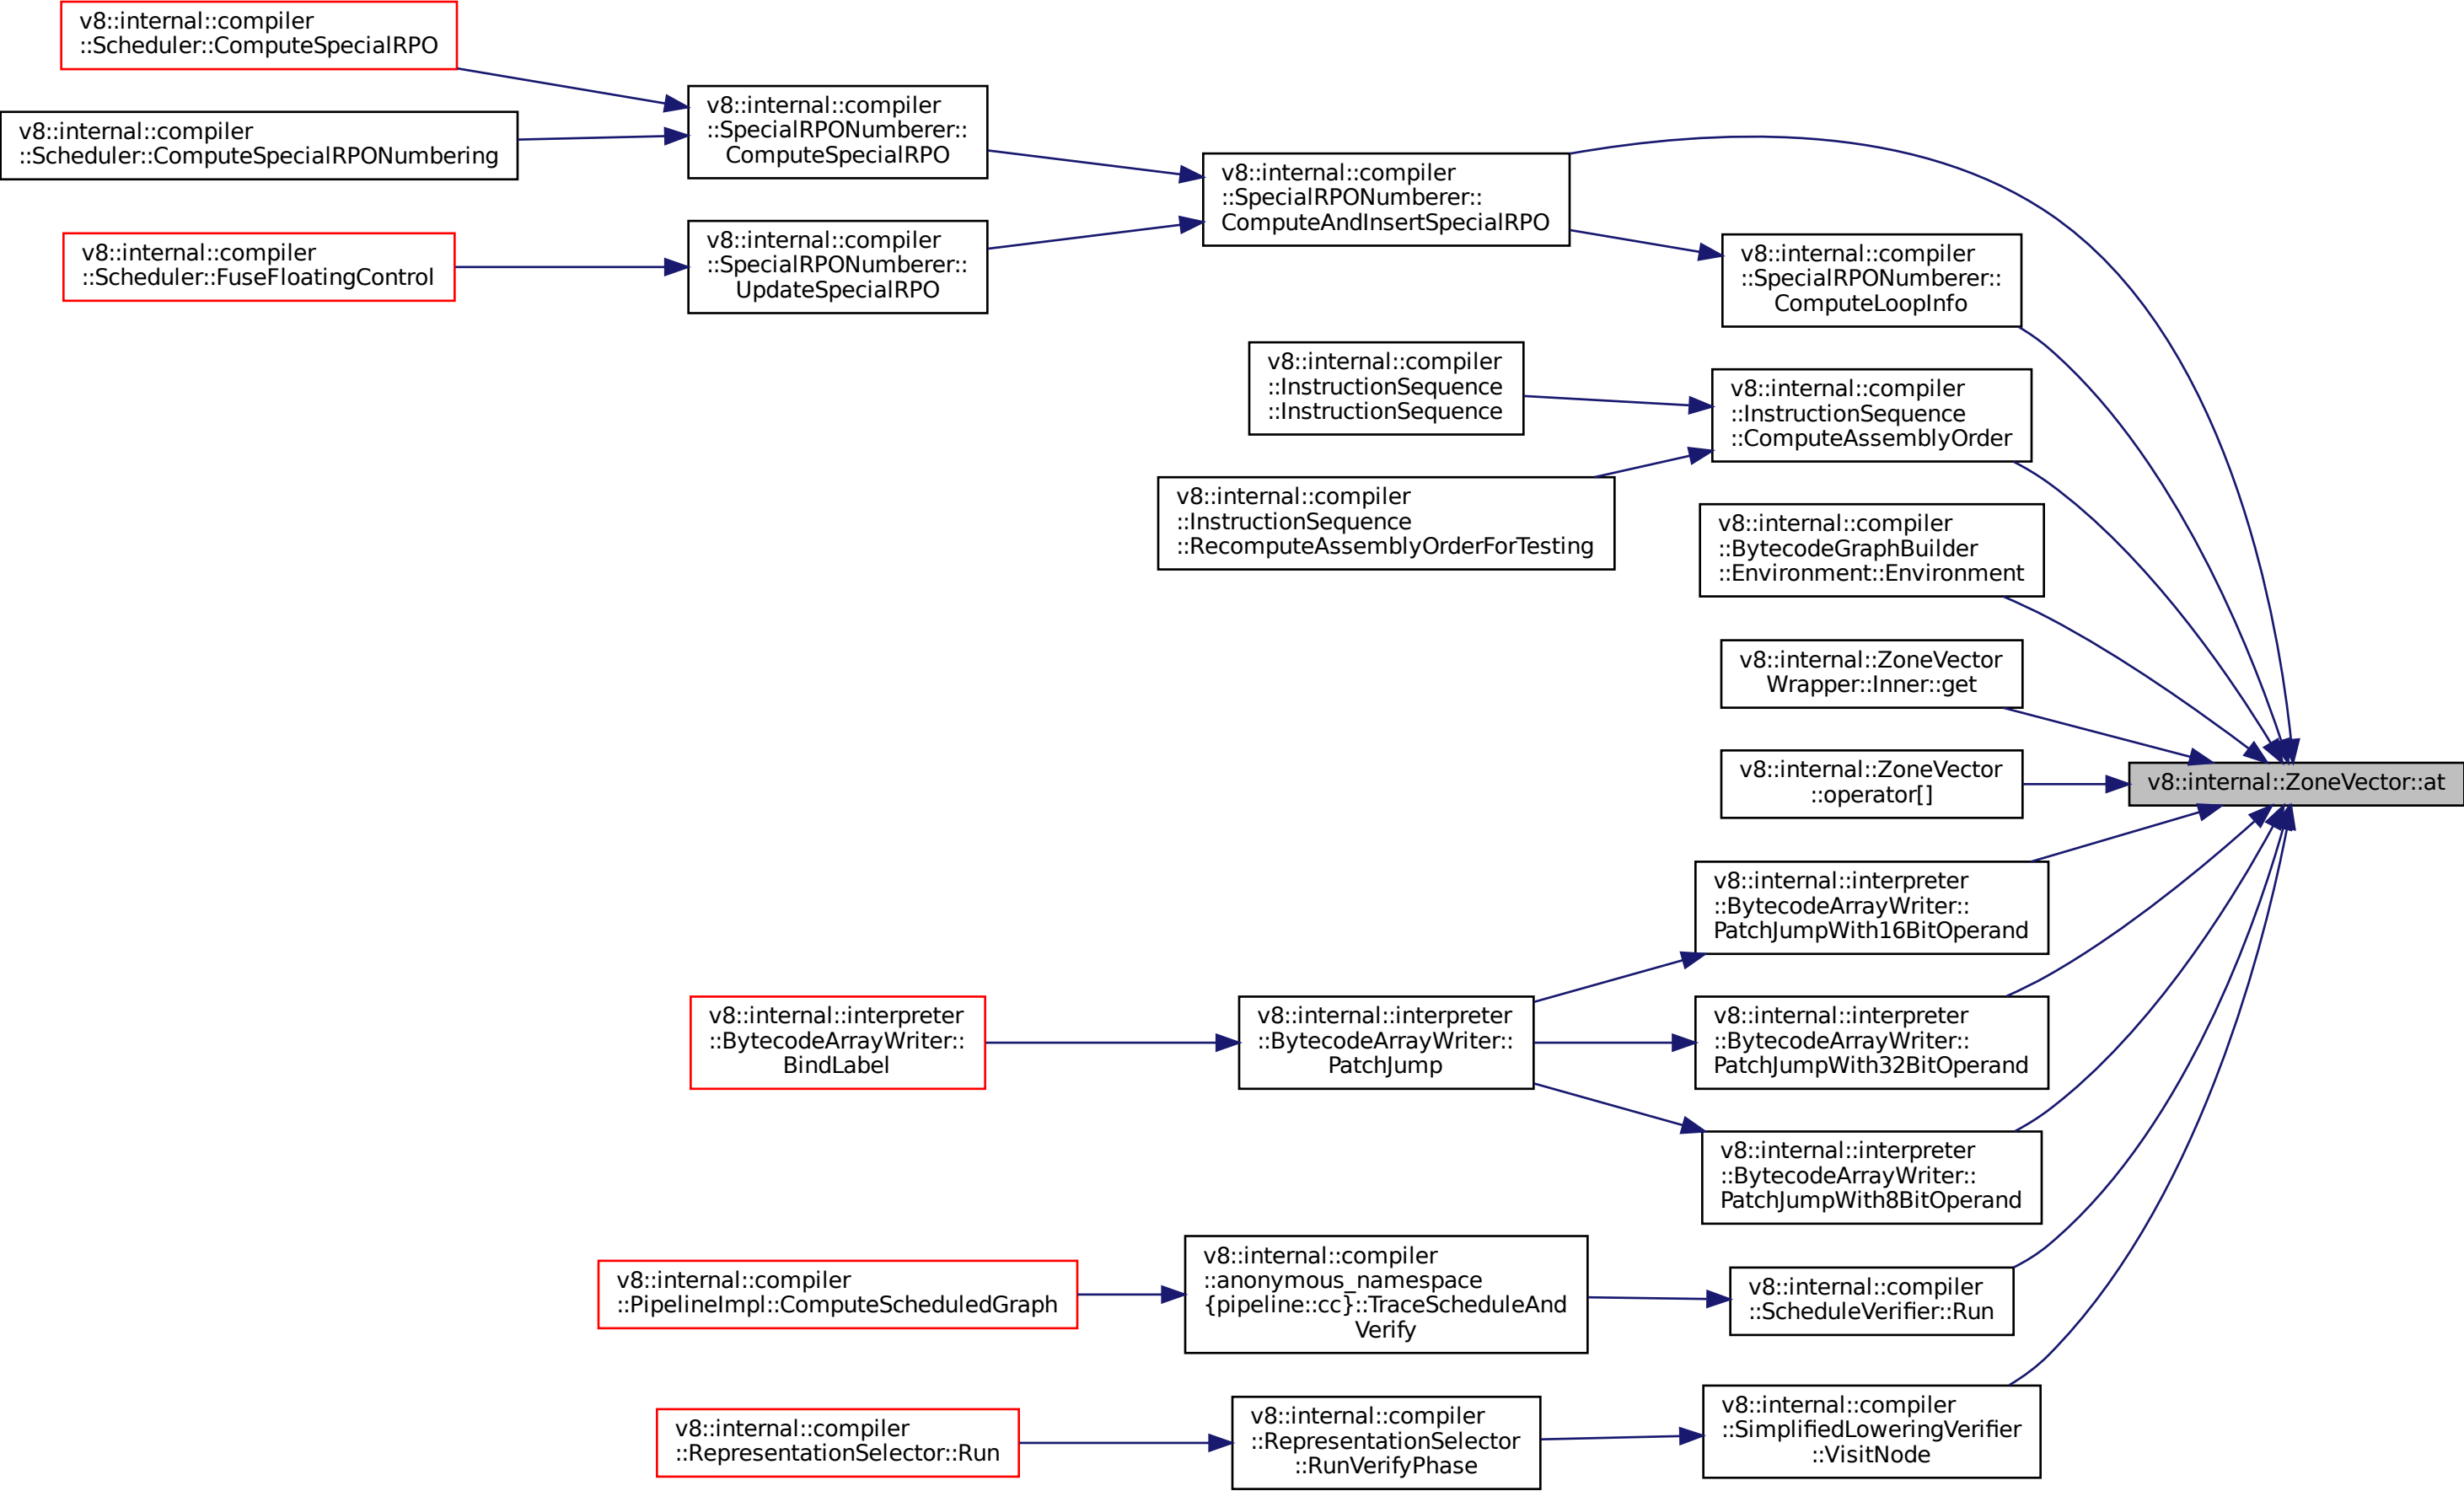 v8::internal::compiler
::Scheduler::ComputeSpecialRPO
v8::internal::compiler
::Scheduler::ComputeSpecialRPONumbering
v8::internal::compiler
::Scheduler::FuseFloatingControl
v8::internal::compiler
::SpecialRPONumberer::
ComputeSpecialRPO
v8::internal::compiler
::SpecialRPONumberer::
UpdateSpecialRPO
v8::internal::compiler
::SpecialRPONumberer::
ComputeAndInsertSpecialRPO
v8::internal::compiler
::SpecialRPONumberer::
ComputeLoopInfo
v8::internal::compiler
::InstructionSequence
::InstructionSequence
v8::internal::compiler
::InstructionSequence
::RecomputeAssemblyOrderForTesting
v8::internal::compiler
::InstructionSequence
::ComputeAssemblyOrder
v8::internal::compiler
::BytecodeGraphBuilder
::Environment::Environment
v8::internal::ZoneVector
Wrapper::Inner::get
v8::internal::ZoneVector
::operator[]
v8::internal::ZoneVector::at
v8::internal::interpreter
::BytecodeArrayWriter::
PatchJumpWith16BitOperand
v8::internal::interpreter
::BytecodeArrayWriter::
BindLabel
v8::internal::interpreter
::BytecodeArrayWriter::
PatchJump
v8::internal::interpreter
::BytecodeArrayWriter::
PatchJumpWith32BitOperand
v8::internal::interpreter
::BytecodeArrayWriter::
PatchJumpWith8BitOperand
v8::internal::compiler
::PipelineImpl::ComputeScheduledGraph
v8::internal::compiler
::anonymous_namespace
{pipeline::cc}::TraceScheduleAnd
Verify
v8::internal::compiler
::ScheduleVerifier::Run
v8::internal::compiler
::RepresentationSelector::Run
v8::internal::compiler
::RepresentationSelector
::RunVerifyPhase
v8::internal::compiler
::SimplifiedLoweringVerifier
::VisitNode